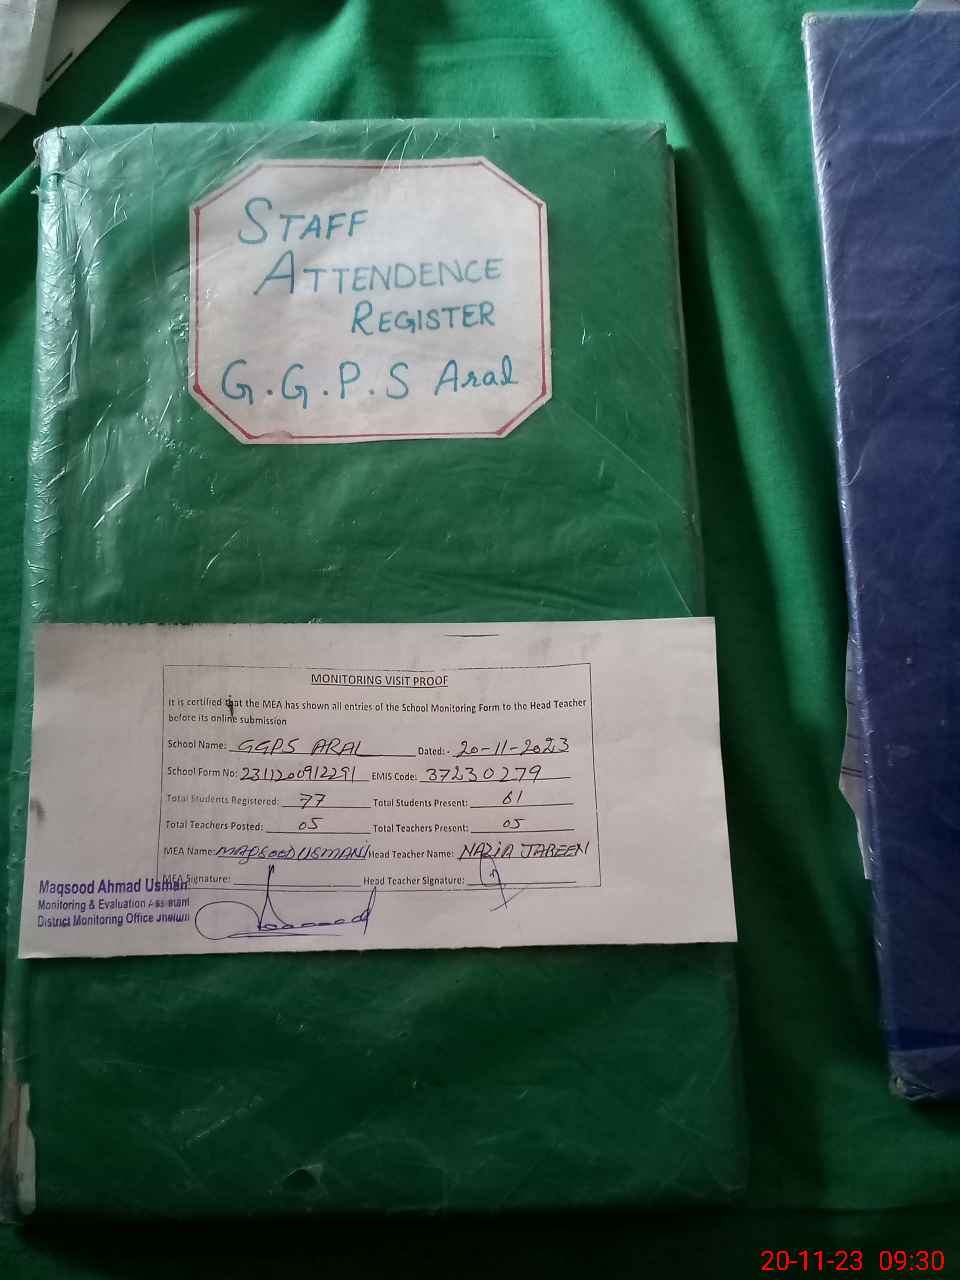 STAFF
ATTENDENCE
REGISTER
G.G.P.S Aral
MONITORING VISIT PROOF
It is certified that the MEA has shown all entries of the School Monitoring Form to the Head Teacher
before its online submission
School Name: GGPS ARAL Dated:- 20-11-2023
School Form No: 2311200912291 EMIS Code: 37230279
Total Students Registered: 77 Total Students Present: 61
Total Teachers Posted: 05 Total Teachers Present: 05
MEA Name: MAQSOOD USMAN Head Teacher Name: NAZIA JABEEN
MEA Signature: Head Teacher Signature:
Maqsood Ahmad Usman
Monitoring & Evaluation Assistant
District Monitoring Office Jhelum
20-11-23 09:30